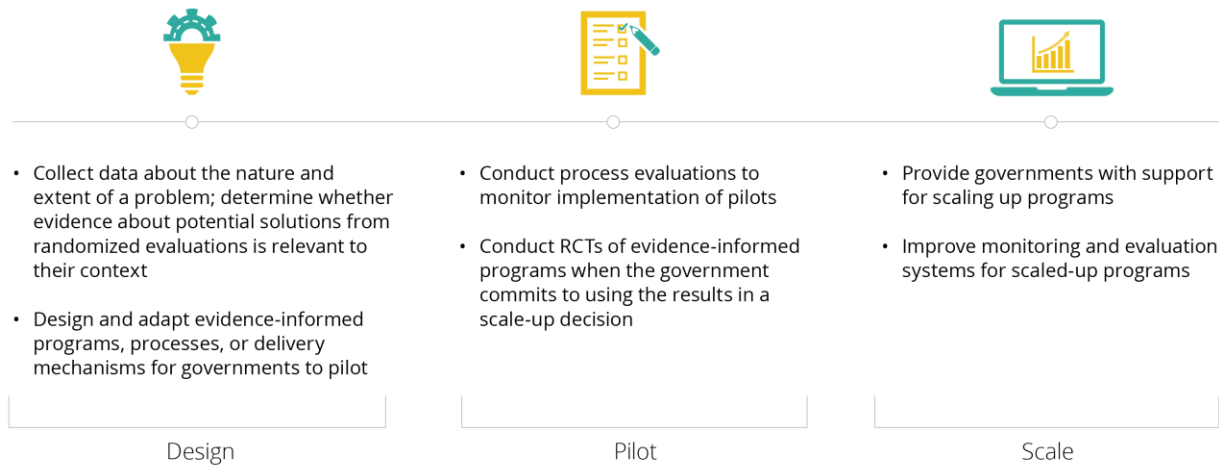 • Collect data about the nature and
extent of a problem; determine whether
evidence about potential solutions from
randomized evaluations is relevant to
their context
• Design and adapt evidence-informed
programs, processes, or delivery
mechanisms for governments to pilot
Design
• Conduct process evaluations to
monitor implementation of pilots
• Conduct RCTs of evidence-informed
programs when the government
commits to using the results in a
scale-up decision
Pilot
• Provide governments with support
for scaling up programs
• Improve monitoring and evaluation
systems for scaled-up programs
Scale